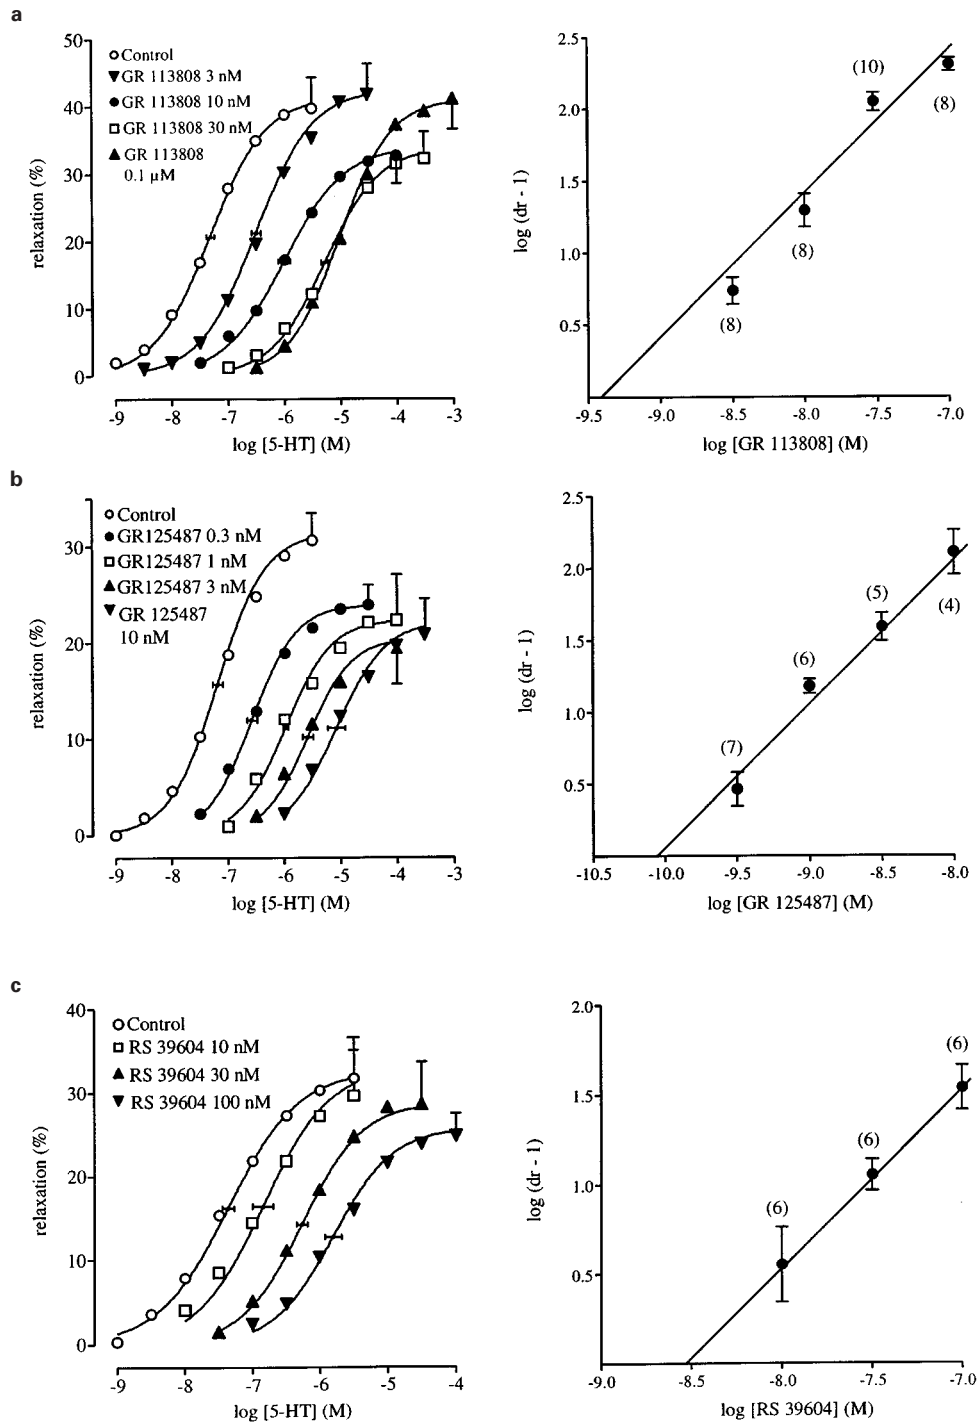 a
50
40
30
20
10
0
relaxation (%)
Control
GR 113808 3 nM
GR 113808 10 nM
GR 113808 30 nM
GR 113808
0.1 µM
-9 -8 -7 -6 -5 -4 -3
log [5-HT] (M)
2.5
2.0
1.5
1.0
0.5
log (dr - 1)
(10)
(8)
(8)
(8)
-9.5 -9.0 -8.5 -8.0 -7.5 -7.0
log [GR 113808] (M)
b
30
20
10
0
relaxation (%)
Control
GR125487 0.3 nM
GR125487 1 nM
GR125487 3 nM
GR 125487
10 nM
-9 -8 -7 -6 -5 -4 -3
log [5-HT] (M)
2.5
2.0
1.5
1.0
0.5
log (dr - 1)
(5)
(4)
(6)
(7)
-10.5 -10.0 -9.5 -9.0 -8.5 -8.0
log [GR 125487] (M)
c
40
30
20
10
0
relaxation (%)
Control
RS 39604 10 nM
RS 39604 30 nM
RS 39604 100 nM
-9 -8 -7 -6 -5 -4
log [5-HT] (M)
2.0
1.5
1.0
0.5
log (dr - 1)
(6)
(6)
(6)
-9.0 -8.5 -8.0 -7.5 -7.0
log [RS 39604] (M)